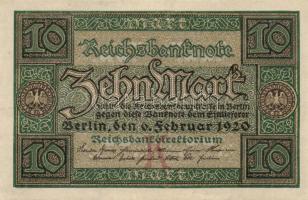 10 10
Reichsbanknote
Zehn Mark
zahlt die Reichsbankhauptkasse in Berlin
gegen diese Banknote dem Einlieferer
Berlin, den 6. Februar 1920
Reichsbankdirektorium
10 10